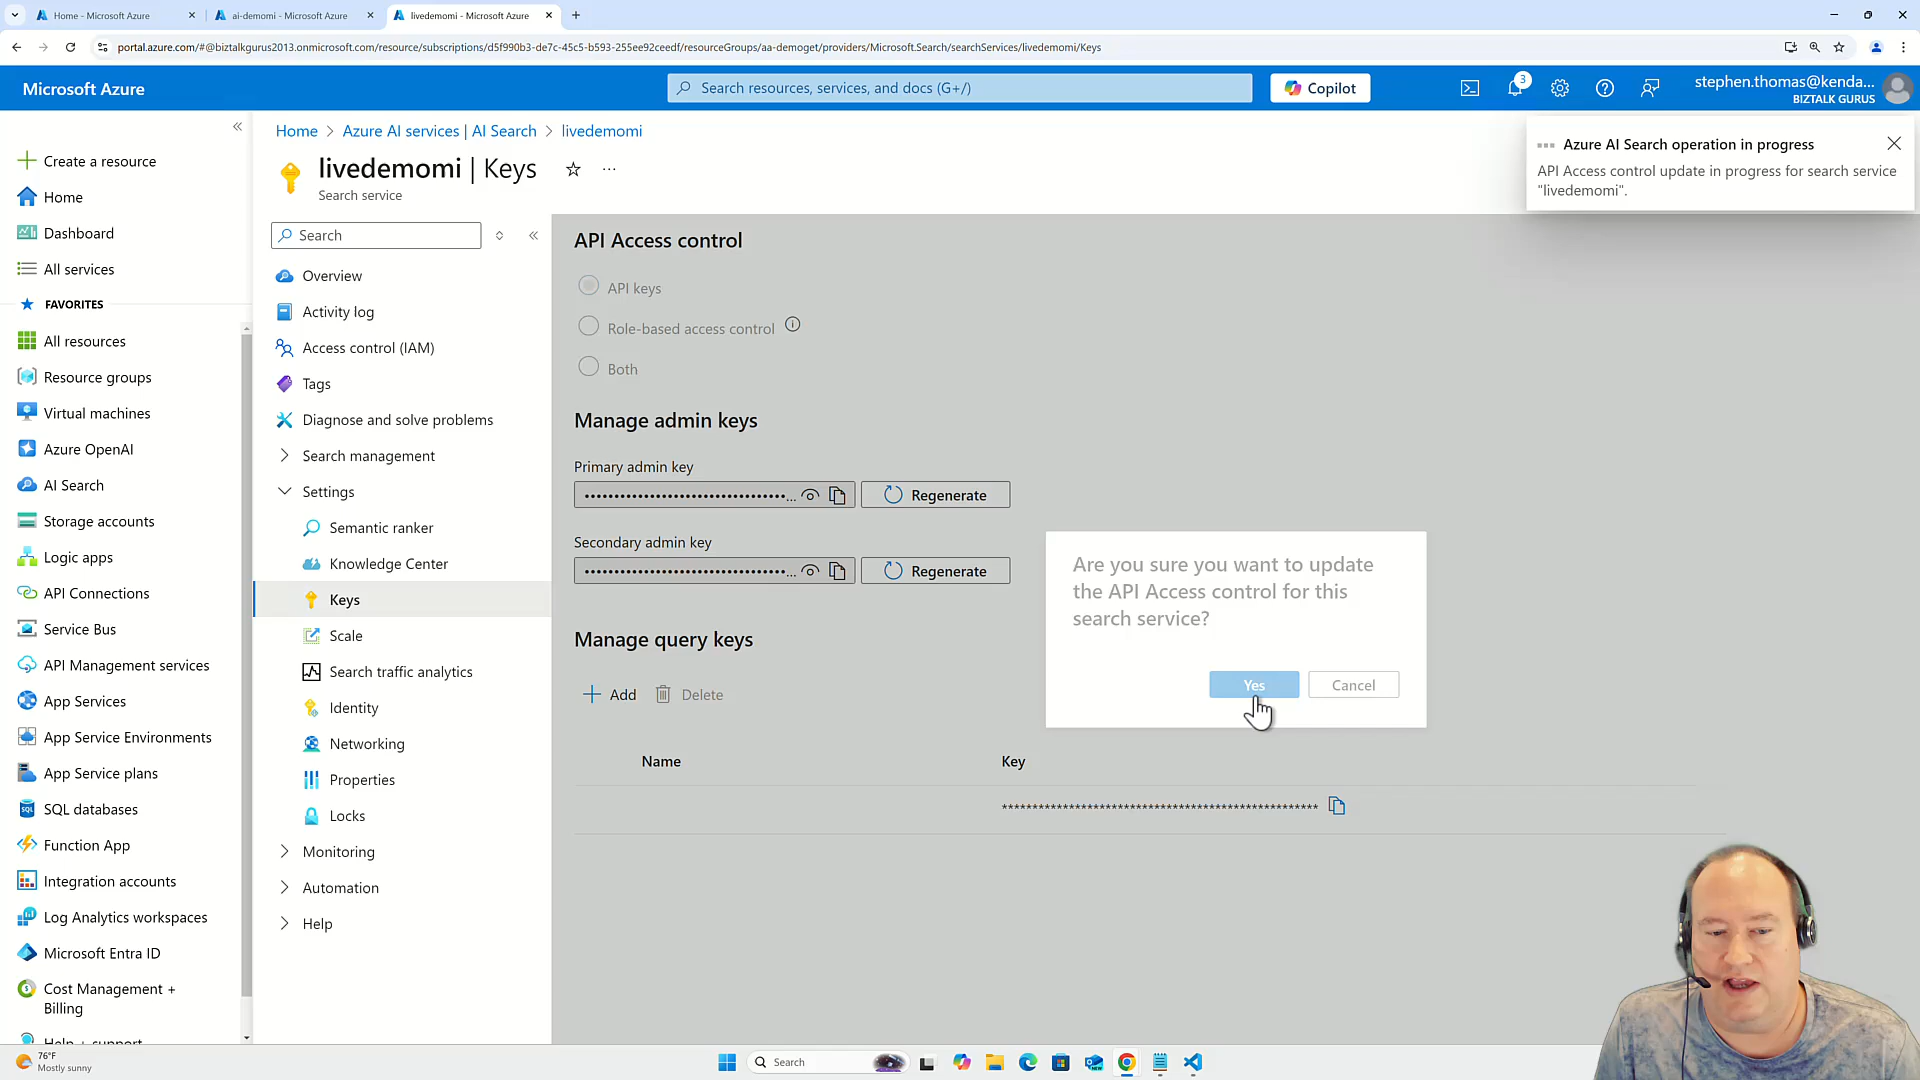 Home - Microsoft Azure
ai-demomi - Microsoft Azure
livedemomi - Microsoft Azure
portal.azure.com/#@biztalkgurus2013.onmicrosoft.com/resource/subscriptions/d5f990b3-de7c-45c5-b593-255ee92ceedf/resourceGroups/aa-demoget/providers/Microsoft.Search/searchServices/livedemomi/Keys
Microsoft Azure
Search resources, services, and docs (G+/)
Copilot
3
stephen.thomas@kenda...
BIZTALK GURUS
Create a resource
Home
Dashboard
All services
FAVORITES
All resources
Resource groups
Virtual machines
Azure OpenAI
AI Search
Storage accounts
Logic apps
API Connections
Service Bus
API Management services
App Services
App Service Environments
App Service plans
SQL databases
Function App
Integration accounts
Log Analytics workspaces
Microsoft Entra ID
Cost Management +
Billing
Help + support
Home > Azure AI services | AI Search > livedemomi
livedemomi | Keys
Search service
Search
Overview
Activity log
Access control (IAM)
Tags
Diagnose and solve problems
Search management
Settings
Semantic ranker
Knowledge Center
Keys
Scale
Search traffic analytics
Identity
Networking
Properties
Locks
Monitoring
Automation
Help
API Access control
API keys
Role-based access control
Both
Manage admin keys
Primary admin key
Regenerate
Secondary admin key
Regenerate
Manage query keys
Add
Delete
Name
Key
Azure AI Search operation in progress
API Access control update in progress for search service
"livedemomi".
Are you sure you want to update
the API Access control for this
search service?
Yes
Cancel
76°F
Mostly sunny
Search